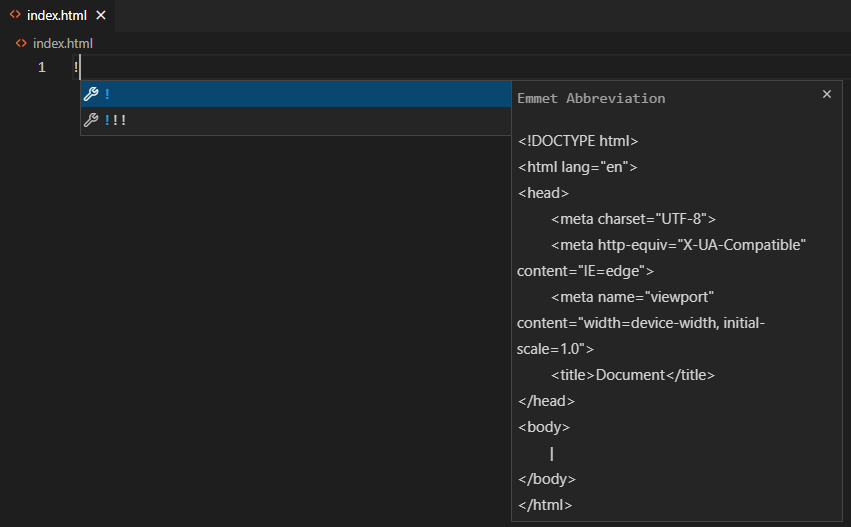 index.html
index.html
1 !
!
!!!
Emmet Abbreviation
<!DOCTYPE html>
<html lang="en">
<head>
<meta charset="UTF-8">
<meta http-equiv="X-UA-Compatible"
content="IE=edge">
<meta name="viewport"
content="width=device-width, initial-
scale=1.0">
<title>Document</title>
</head>
<body>
|
</body>
</html>